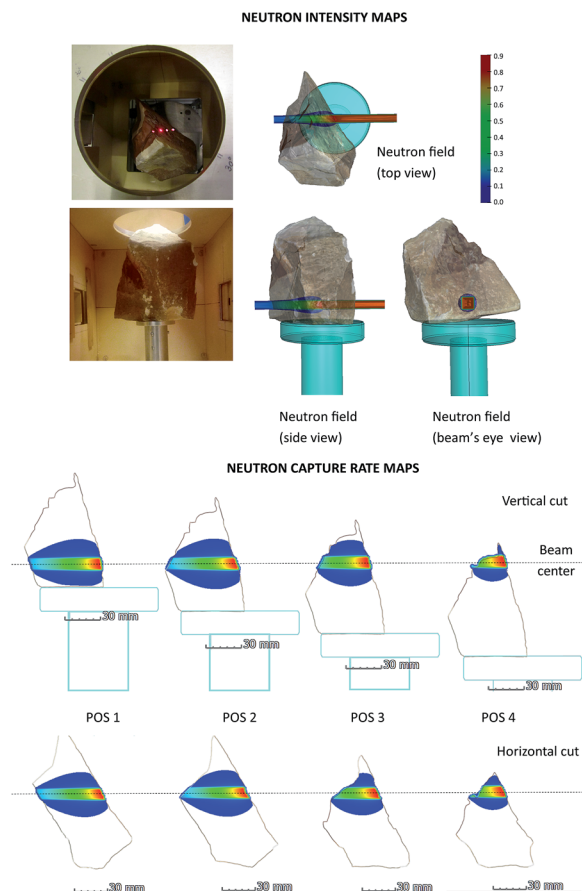 NEUTRON INTENSITY MAPS
0.9
0.8
0.7
0.6
0.5
0.4
0.3
0.2
0.1
0.0
Neutron field
(top view)
Neutron field
(side view)
Neutron field
(beam's eye view)
NEUTRON CAPTURE RATE MAPS
Vertical cut
Beam
center
30 mm
30 mm
30 mm
30 mm
POS 1
POS 2
POS 3
POS 4
Horizontal cut
30 mm
30 mm
30 mm
30 mm